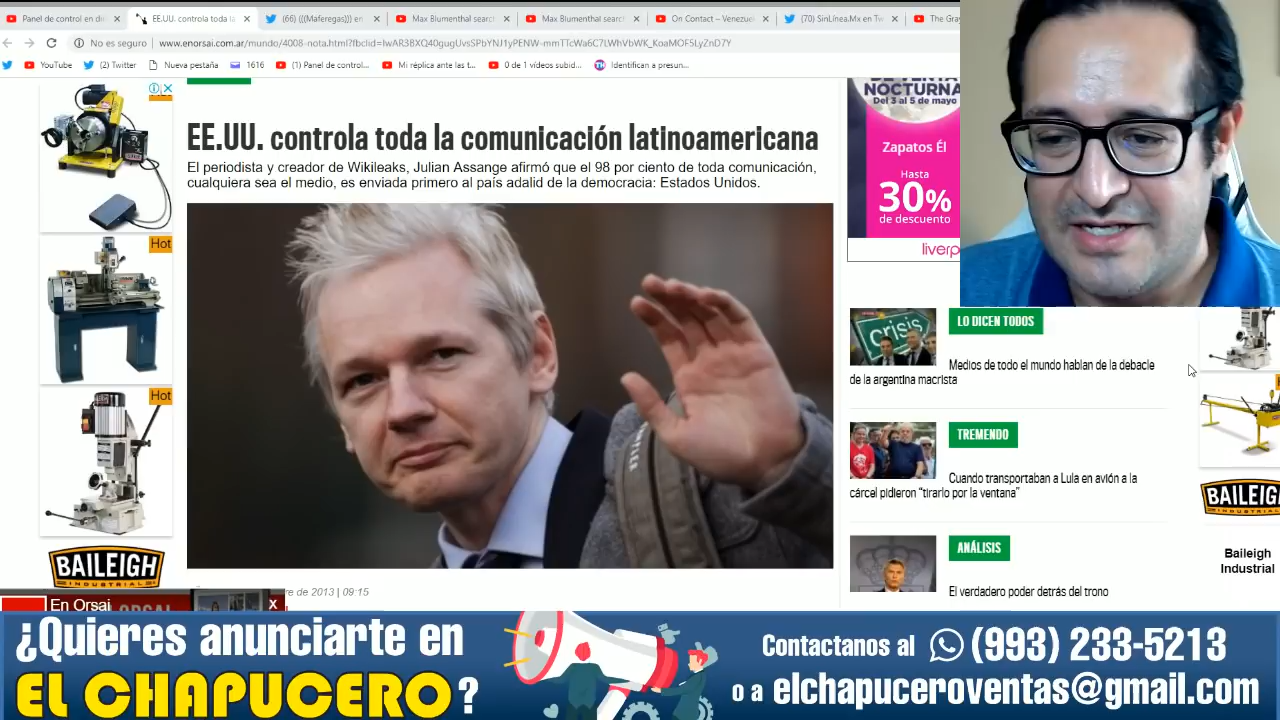 Panel de control en dir
EE.UU. controla toda la
(66) (((Maferegas))) en
Max Blumenthal search
Max Blumenthal search
On Contact – Venezue
(70) SinLínea.Mx en Tw
The Gray
No es seguro
www.enorsai.com.ar/mundo/4008-nota.html?fbclid=IwAR3BXQ40gugUvsSPbYNJ1yPENW-mmTTcWa6C7LWhVbWK_KoaMOF5LyZnD7Y
YouTube
(2) Twitter
Nueva pestaña
1616
(1) Panel de control...
Mi réplica ante las t...
0 de 1 vídeos subid...
Identifican a presun...
EE.UU. controla toda la comunicación latinoamericana
El periodista y creador de Wikileaks, Julian Assange afirmó que el 98 por ciento de toda comunicación,
cualquiera sea el medio, es enviada primero al país adalid de la democracia: Estados Unidos.
Hot
Hot
Hot
BAILEIGH
INDUSTRIAL
DE VENTA
NOCTURNA
Del 3 al 5 de mayo
Zapatos Él
Hasta
30%
de descuento
liverp
crisis
LO DICEN TODOS
Medios de todo el mundo hablan de la debacle
de la argentina macrista
TREMENDO
Cuando transportaban a Lula en avión a la
cárcel pidieron “tirarlo por la ventana”
ANÁLISIS
El verdadero poder detrás del trono
BAILEIG
INDUSTRIAL
Baileigh
Industrial
re de 2013 | 09:15
En Orsai
X
¿Quieres anunciarte en
EL CHAPUCERO?
Contactanos al (993) 233-5213
o a elchapuceroventas@gmail.com